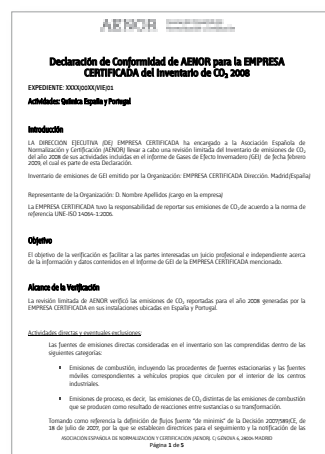 AENOR
Declaración de Conformidad de AENOR para la EMPRESA
CERTIFICADA del Inventario de CO₂ 2008
EXPEDIENTE: XXXX/00XX/VIE/01
Actividades: Química España y Portugal
Introducción
LA DIRECCION EJECUTIVA (DE) EMPRESA CERTIFICADA ha encargado a la Asociación Española de
Normalización y Certificación (AENOR) llevar a cabo una revisión limitada del Inventario de emisiones de CO₂
del año 2008 de sus actividades incluidas en el informe de Gases de Efecto Invernadero (GEI) de fecha febrero
2009, el cual es parte de esta Declaración.
Inventario de emisiones de GEI emitido por la Organización: EMPRESA CERTIFICADA Dirección. Madrid(España)
Representante de la Organización: D. Nombre Apellidos (cargo en la empresa)
La EMPRESA CERTIFICADA tuvo la responsabilidad de reportar sus emisiones de CO₂ de acuerdo a la norma de
referencia UNE-ISO 14064-1:2006.
Objetivo
El objetivo de la verificación es facilitar a las partes interesadas un juicio profesional e independiente acerca
de la información y datos contenidos en el Informe de GEI de la EMPRESA CERTIFICADA mencionado.
Alcance de la Verificación
La revisión limitada de AENOR verificó las emisiones de CO₂ reportadas para el año 2008 generadas por la
EMPRESA CERTIFICADA en sus instalaciones ubicadas en España y Portugal.
Actividades directas y eventuales exclusiones:
Las fuentes de emisiones directas consideradas en el inventario son las comprendidas dentro de las
siguientes categorías:
▪ Emisiones de combustión, incluyendo las procedentes de fuentes estacionarias y las fuentes
móviles correspondientes a vehículos propios que circulen por el interior de los centros
industriales.
▪ Emisiones de proceso, es decir, las emisiones de CO₂ distintas de las emisiones de combustión
que se producen como resultado de reacciones entre sustancias o su transformación.
Tomando como referencia la definición de flujos fuente "de minimis" de la Decisión 2007/589/CE, de
18 de julio de 2007, por la que se establecen directrices para el seguimiento y la notificación de las
ASOCIACIÓN ESPAÑOLA DE NORMALIZACIÓN Y CERTIFICACIÓN (AENOR), C/ GENOVA 6, 28004 MADRID
Página 1 de 5